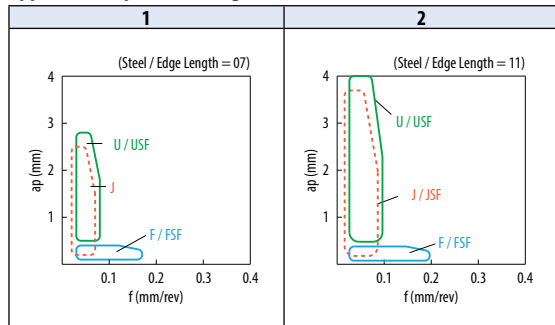 1
2
(Steel / Edge Length = 07)
4
3
2
1
ap (mm)
U / USF
J
F / FSF
0.1
0.2
0.3
0.4
f (mm/rev)
(Steel / Edge Length = 11)
4
3
2
1
ap (mm)
U / USF
J / JSF
F / FSF
0.1
0.2
0.3
0.4
f (mm/rev)